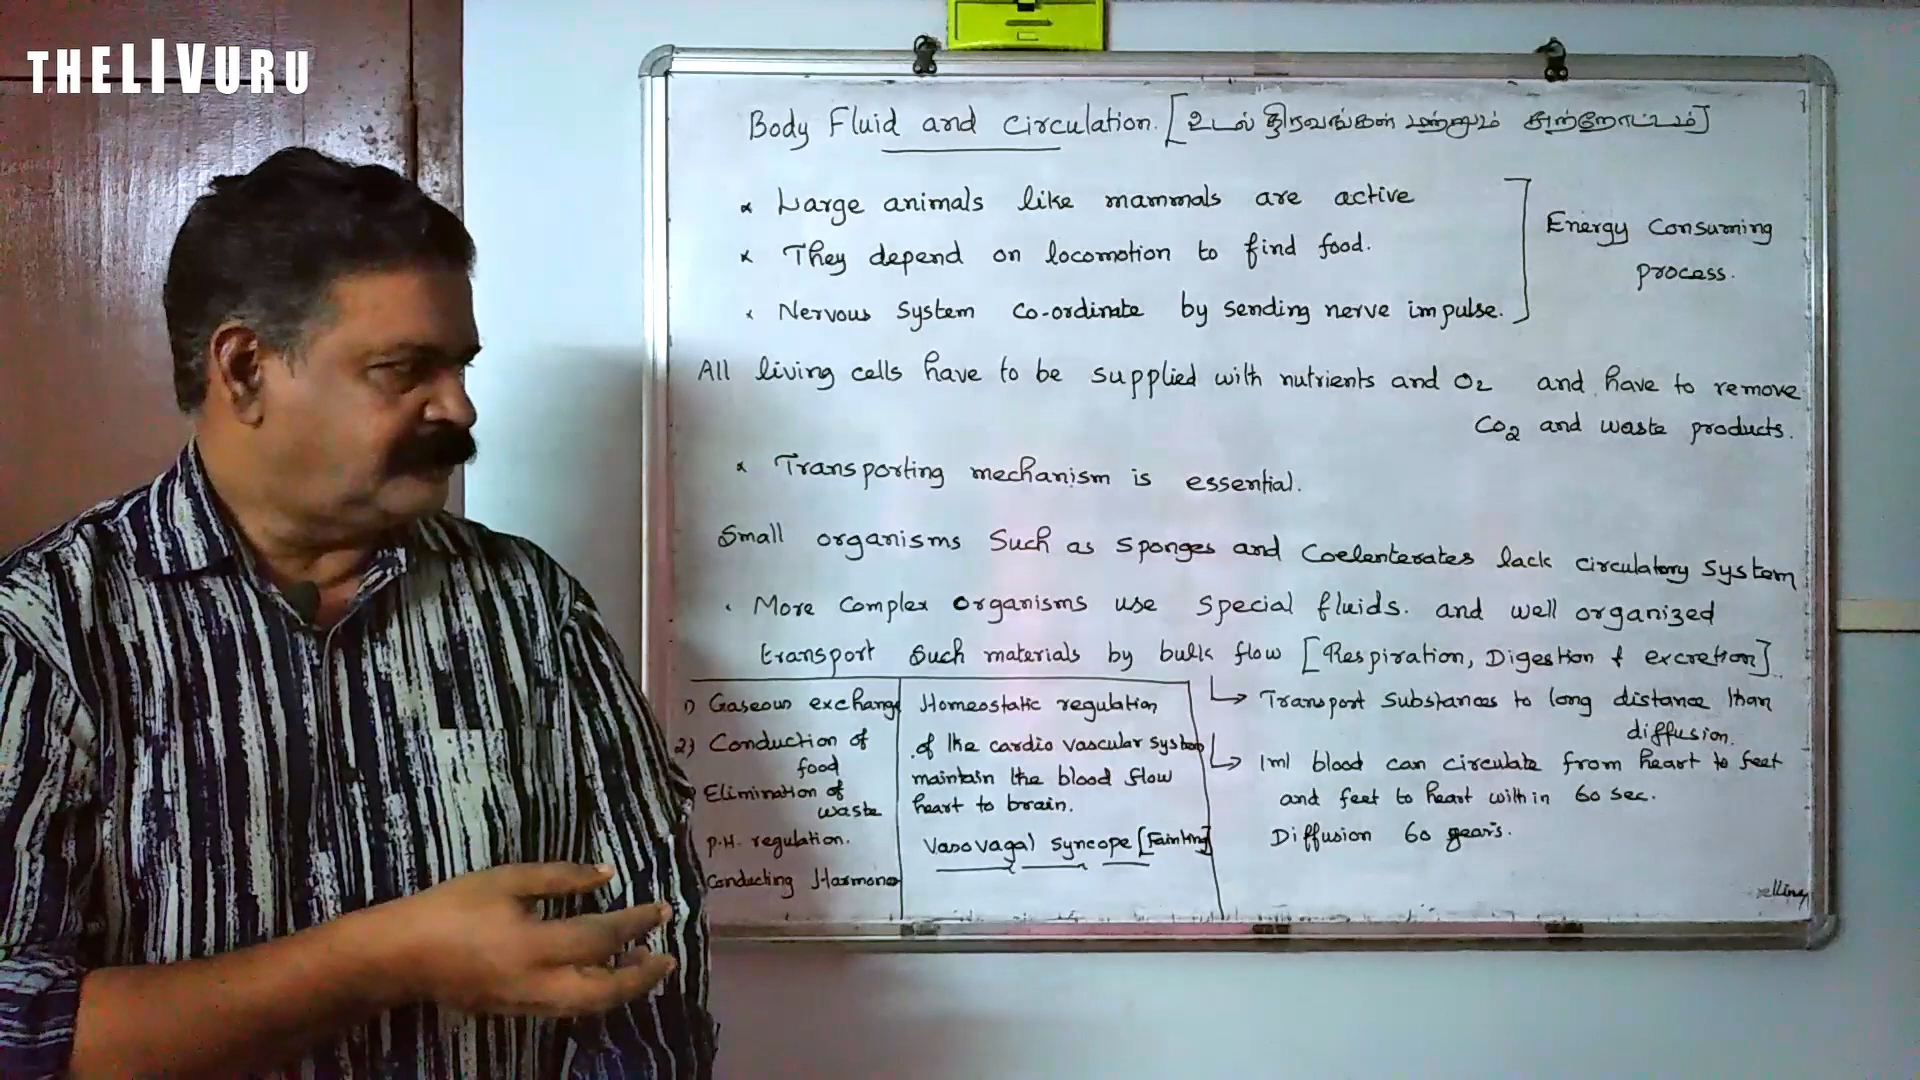 THELIVURU
Body Fluid and Circulation. [உடல் திரவங்கள் மற்றும் சுற்றோட்டம்]
* Large animals like mammals are active
* They depend on locomotion to find food.
* Nervous System Co-ordinate by sending nerve impulse.
Energy Consuming
process.
All living cells have to be supplied with nutrients and O2 and have to remove
CO2 and waste products.
* Transporting mechanism is essential.
Small organisms Such as sponges and Coelenterates lack circulatory system
· More Complex Organisms use special fluids. and well organized
transport Such materials by bulk flow [Respiration, Digestion & excretion]
1) Gaseous exchange
2) Conduction of
food
Elimination of
waste
P.H. regulation.
Conducting Harmone
Homeostatic regulation
of the cardio vascular system
maintain the blood flow
heart to brain.
Vasovagal syncope [Fainting]
↳ Transport Substances to long distance than
diffusion.
↳ 1ml blood can circulate from heart to feet
and feet to heart within 60 sec.
Diffusion 60 years.